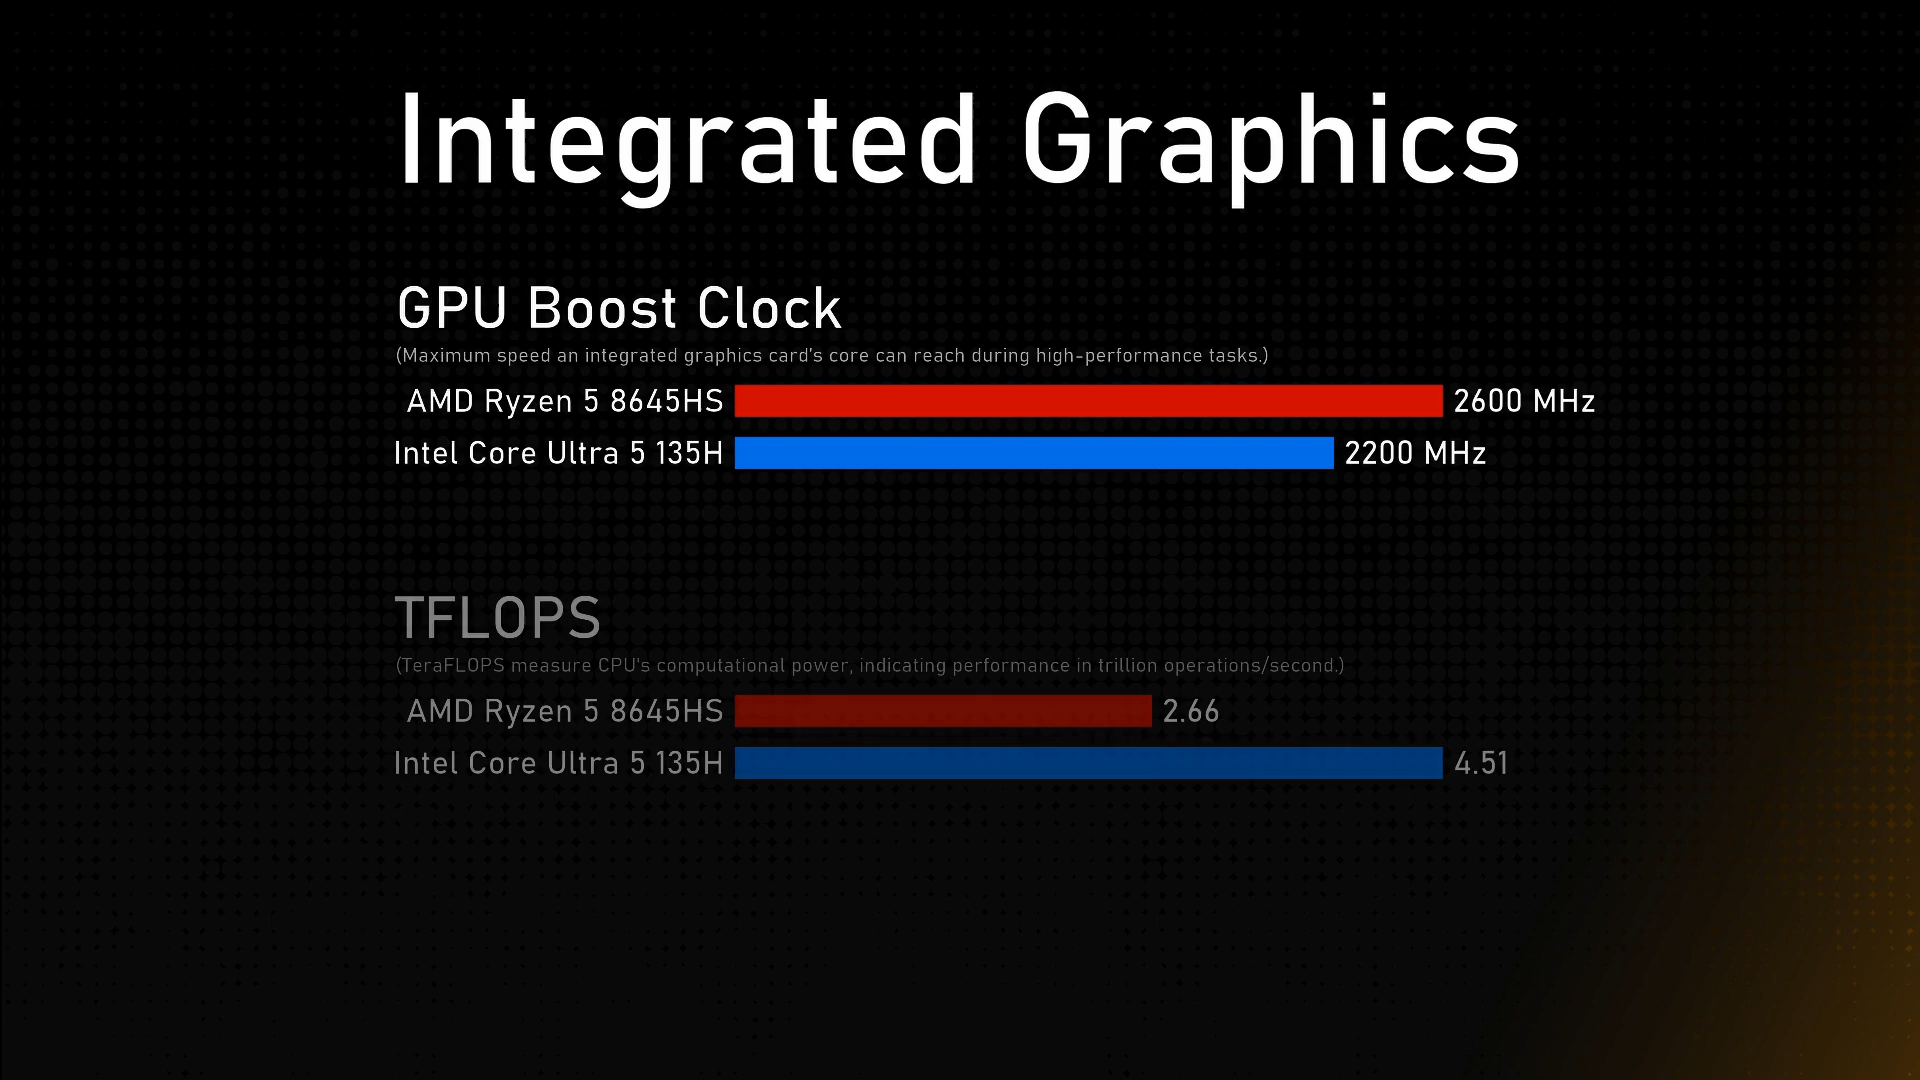 Integrated Graphics
GPU Boost Clock
(Maximum speed an integrated graphics card's core can reach during high-performance tasks.)
AMD Ryzen 5 8645HS 2600 MHz
Intel Core Ultra 5 135H 2200 MHz
TFLOPS
(TeraFLOPS measure CPU's computational power, indicating performance in trillion operations/second.)
AMD Ryzen 5 8645HS 2.66
Intel Core Ultra 5 135H 4.51